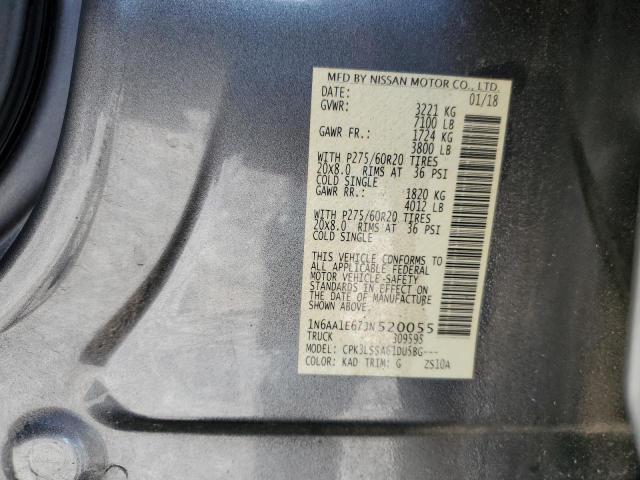 MFD BY NISSAN MOTOR CO., LTD.
DATE: 01/18
GVWR: 3221 KG
7100 LB
GAWR FR.: 1724 KG
3800 LB
WITH P275/60R20 TIRES
20x8.0 RIMS AT 36 PSI
COLD SINGLE
GAWR RR.: 1820 KG
4012 LB
WITH P275/60R20 TIRES
20x8.0 RIMS AT 36 PSI
COLD SINGLE
THIS VEHICLE CONFORMS TO
ALL APPLICABLE FEDERAL
MOTOR VEHICLE-SAFETY
STANDARDS IN EFFECT ON
THE DATE OF MANUFACTURE
SHOWN ABOVE
1N6AA1E673N520055
TRUCK 309595
MODEL: CPK3LSSA61DU5BG---
COLOR: KAD TRIM: G ZS10A